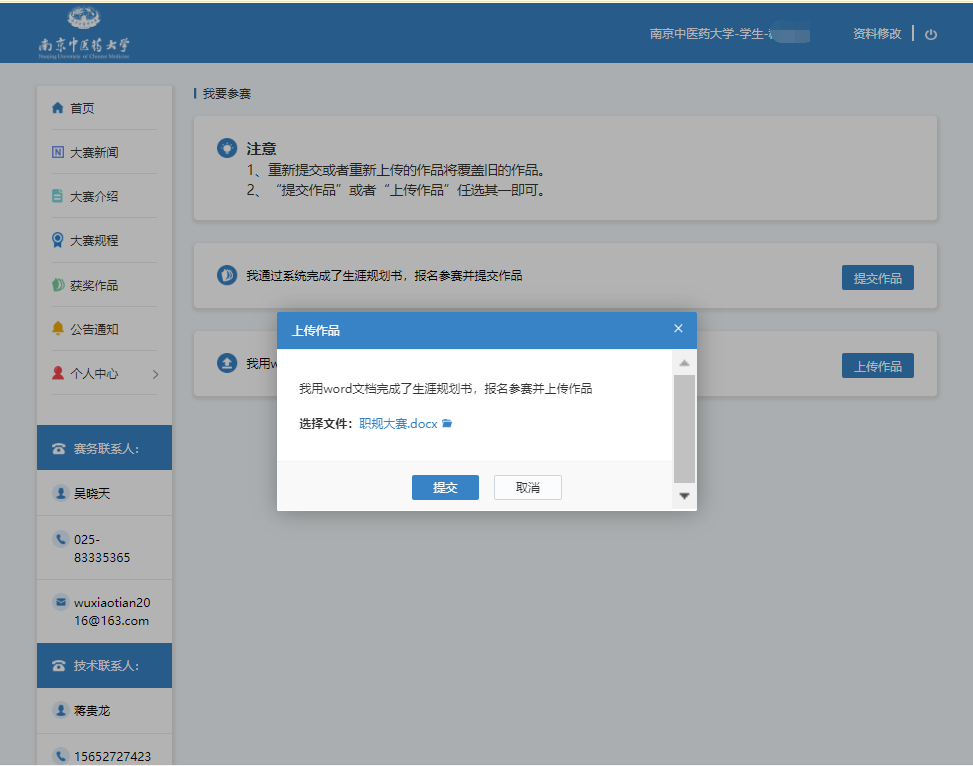 南京中医药大学
Nanjing University of Chinese Medicine
南京中医药大学-学生-
资料修改
首页
大赛新闻
大赛介绍
大赛规程
获奖作品
公告通知
个人中心
赛务联系人：
吴晓天
025-
83335365
wuxiaotian20
16@163.com
技术联系人：
蒋贵龙
15652727423
我要参赛
注意
1、重新提交或者重新上传的作品将覆盖旧的作品。
2、“提交作品”或者“上传作品”任选其一即可。
我通过系统完成了生涯规划书，报名参赛并提交作品
提交作品
我用w
上传作品
上传作品
我用word文档完成了生涯规划书，报名参赛并上传作品
选择文件：职规大赛.docx
提交
取消